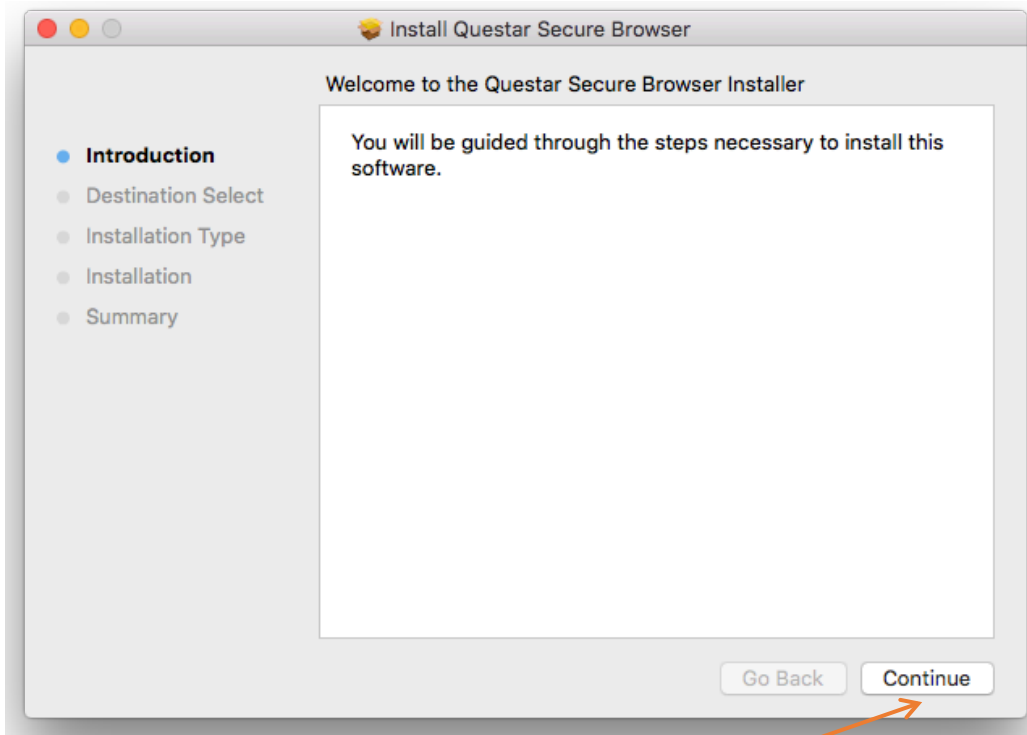 Install Questar Secure Browser
Welcome to the Questar Secure Browser Installer
Introduction
Destination Select
Installation Type
Installation
Summary
You will be guided through the steps necessary to install this
software.
Go Back
Continue